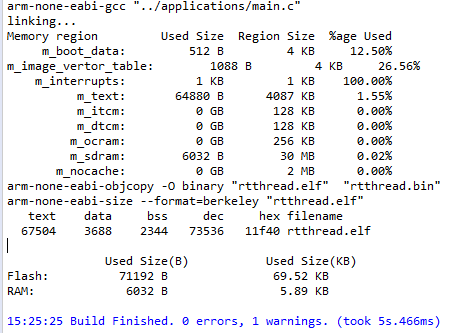 arm-none-eabi-gcc "../applications/main.c"
linking...
Memory region         Used Size  Region Size  %age Used
     m_boot_data:         512 B         4 KB     12.50%
m_image_vertor_table:        1088 B         4 KB     26.56%
    m_interrupts:          1 KB         1 KB    100.00%
          m_text:       64880 B      4087 KB      1.55%
          m_itcm:          0 GB       128 KB      0.00%
          m_dtcm:          0 GB       128 KB      0.00%
         m_ocram:          0 GB       256 KB      0.00%
         m_sdram:        6032 B        30 MB      0.02%
       m_nocache:          0 GB         2 MB      0.00%
arm-none-eabi-objcopy -O binary "rtthread.elf"  "rtthread.bin"
arm-none-eabi-size --format=berkeley "rtthread.elf"
   text    data     bss     dec     hex filename
  67504    3688    2344   73536   11f40 rtthread.elf
              Used Size(B)           Used Size(KB)
Flash:         71192 B                 69.52 KB
RAM:            6032 B                  5.89 KB
15:25:25 Build Finished. 0 errors, 1 warnings. (took 5s.466ms)